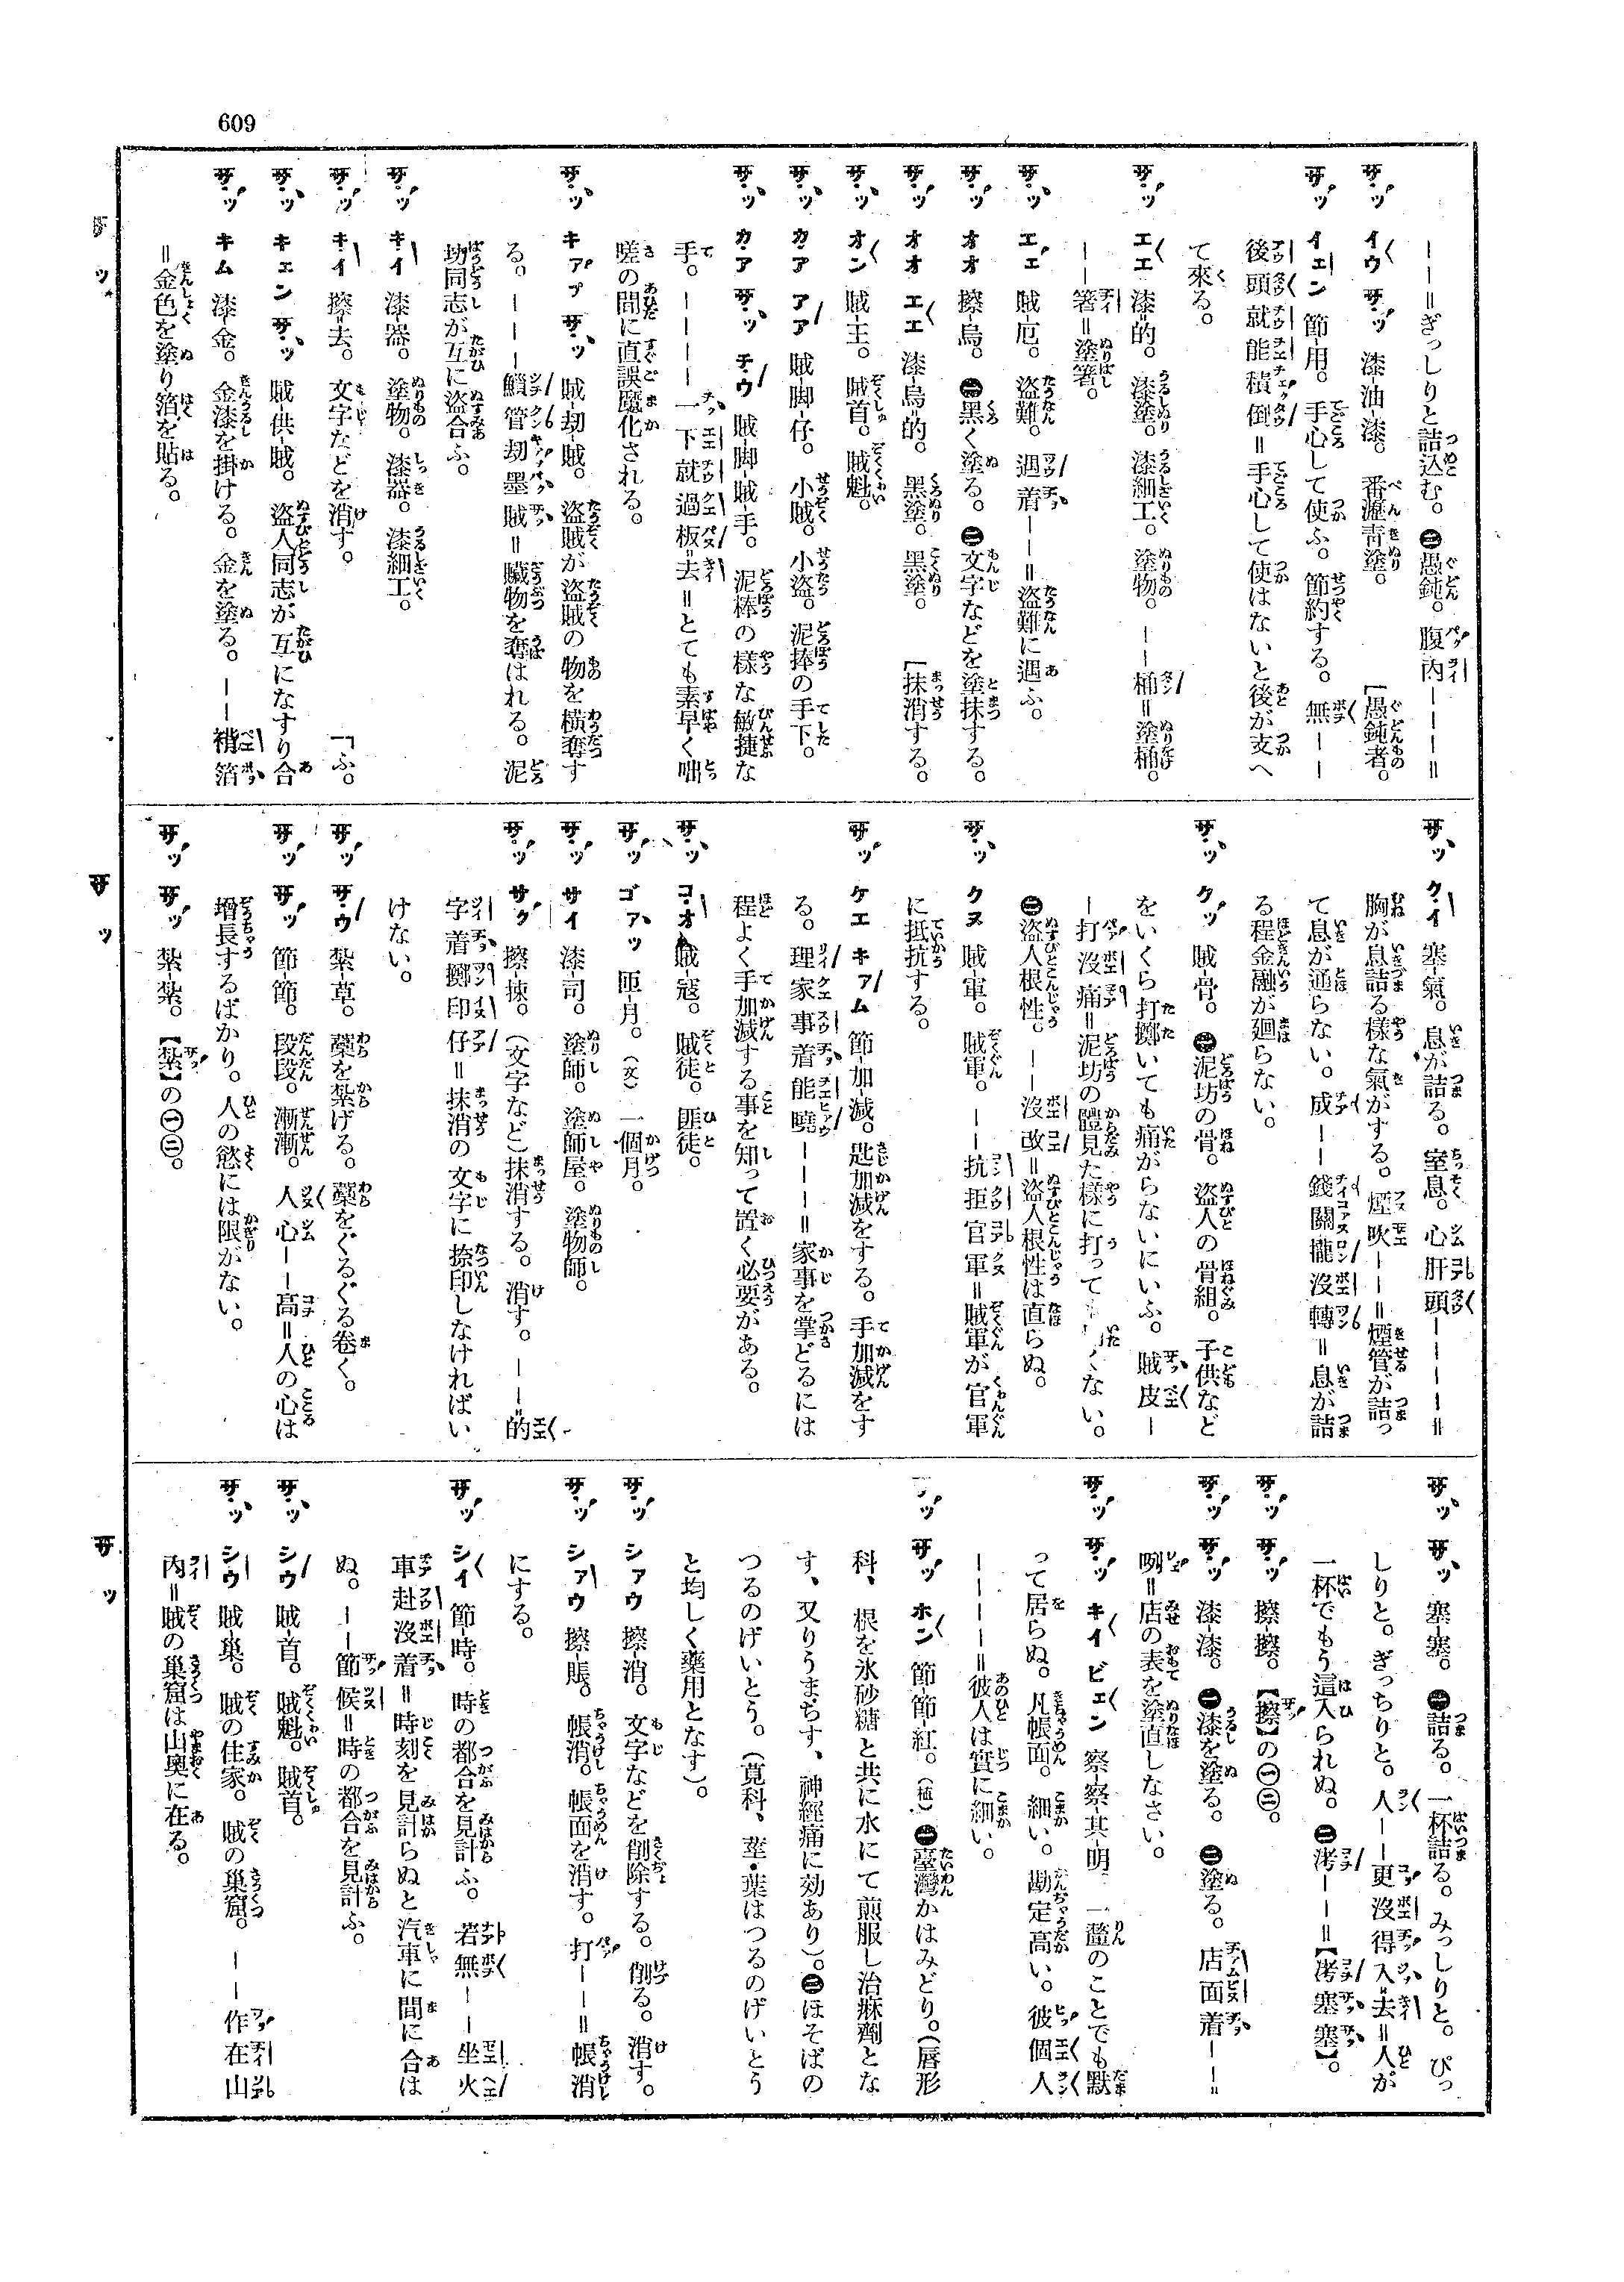 609
ーー=ぎっしりと詰込む。㊁愚鈍。腹內ーーーー=
サッ イウ サッ 漆-油-漆。番瀝靑塗。［愚鈍者。
サッ イェン 節-用。手心して使ふ。節約する。無ーー
後頭就能積倒=手心して使はないと後が支へ
て來る。
サッ エエ 漆-的。漆塗。漆細工。塗物。ーー桶=塗桶。
ーー箸=塗箸。
サッ エェ 賊-厄。盜難。遇着ーー=盜難に遇ふ。
サッ オオ 擦-烏。㊀黑く塗る。㊁文字などを塗抹する。
サッ オオ エエ 漆-烏-的。黑塗。黑塗。［抹消する。
サッ オン 賊-王。賊首。賊魁。
サッ カア アア 賊-脚-仔。小賊。小盜。泥捧の手下。
サッ カア サッ チウ 賊-脚-賊-手。泥棒の樣な敏捷な
手。ーーーー一下就過板去=とても素早く咄
嗟の間に直誤魔化される。
サッ キアプ サッ 賊-刧-賊。盜賊が盜賊の物を橫奪す
る。ーーー鱛管刧墨賊=贓物を奪はれる。泥
坊同志が互に盜合ふ。
サッ キイ 漆-器。塗物。漆器。漆細工。
サッ キイ 擦-去。文字などを消す。「ふ。
サッ キェン サッ 賊-供-賊。盜人同志が互になすり合
サッ キム 漆-金。金漆を掛ける。金を塗る。ーー褙箔
=金色を塗り箔を貼る。
サッ クイ 塞-氣。息が詰る。窒息。心肝頭ーーーー=
胸が息詰る樣な氣がする。煙吹ーー=煙管が詰っ
て息が通らない。成ーー錢關攏沒轉=息が詰
る程金融が廻らない。
サッ クッ 賊-骨。㊀泥坊の骨。盜人の骨組。子供など
をいくら打擲いても痛がらないにいふ。賊皮ー
ー打沒痛=泥坊の體見た樣に打ってくない。
㊁盜人根性。ーー沒改=盜人根性は直らぬ。
サッ クヌ 賊-軍。賊軍。ーー抗拒官軍=賊軍が官軍
に抵抗する。
サッ ケエ キアム 節-加-減。匙加減をする。手加減をす
る。理家事着能曉ーーー=家事を掌どるには
程よく手加減する事を知って置く必要がある。
サッ コオ 賊-寇。賊徒。匪徒。
サッ ゴァッ 匝-月。(文)一個月。
サッ サイ 漆-司。塗師。塗師屋。塗物師。
サッ サク 擦-揀。(文字など)抹消する。消す。ーー的
字着擲印仔=抹消の文字に捺印しなければい
けない。
サッ サウ 紮-草。藁を紮げる。藁をぐるぐる卷く。
サッ サッ 節-節。段段。漸漸。人心ーー高=人の心は
增長するばかり。人の慾には限がない。
サッ サッ 紮-紮。【紮】の㊀㊁。
サッ サッ 塞-塞。㊀詰る。一杯詰る。みっしりと。ぴっ
しりと。ぎっちりと。人ーー更沒得入去=人が
一杯でもう這入られぬ。㊁
サッ サッ 擦-擦。【擦】の㊀㊁。
サッ サッ 漆-漆。㊀漆を塗る。㊁塗る。店面着ーー=
咧=店の表を塗直しなさい。
サッ サッ キイ ビェン 察-察-其-明 一釐のことでも默
って居らぬ。凡帳面。細い。勘定高い。彼個人
ーーーー=彼人は實に細い。
サッ ホン 節-節-紅。(植)㊀臺灣かはみどり。(唇形
科、根を氷砂糖と共に水にて煎服し治痳劑とな
す、又りうまちす、神經痛に効あり)。㊁ほそばの
つるのげいとう。(莧科、莖・葉はつるのげいとう
と均しく藥用となす)。
サッ シアウ 擦-消。文字などを削除する。削る。消す。
サッ シアウ 擦-賬。帳消。帳面を消す。打ーー=帳消
にする。
サッ シイ 節-時。時の都合を見計ふ。若無ーー坐火
車赴沒着=時刻を見計らぬと汽車に間に合は
ぬ。ーー節候=時の都合を見計ふ。
サッ シウ 賊-首。賊魁。賊首。
サッ シウ 賊-巢。賊の住家。賊の巢窟。ーー作在山
內=賊の巢窟は山奧に在る。
サッ
サッ
サッ